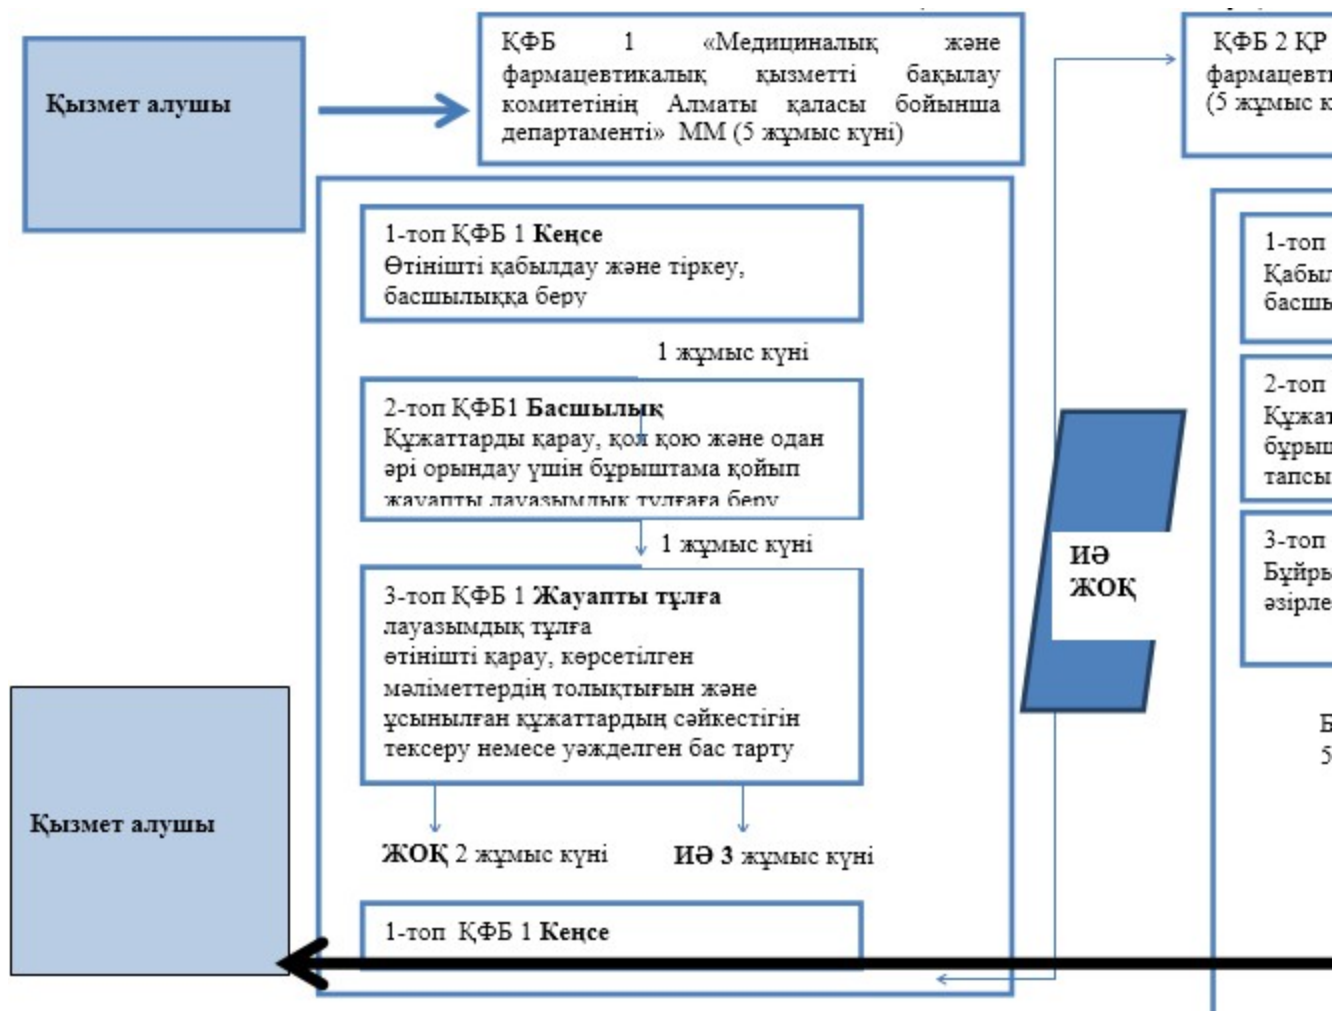 Қызмет алушы
ҚФБ 1 «Медициналық және
фармацевтикалық қызметті бақылау
комитетінің Алматы қаласы бойынша
департаменті» ММ (5 жұмыс күні)
1-топ ҚФБ 1 Кеңсе
Өтінішті қабылдау және тіркеу,
басшылыққа беру
1 жұмыс күні
2-топ ҚФБ1 Басшылық
Құжаттарды қарау, қол қою және одан
әрі орындау үшін бұрыштама қойып
жауапты лауазымдық тұлғаға беру
1 жұмыс күні
3-топ ҚФБ 1 Жауапты тұлға
лауазымдық тұлға
өтінішті қарау, көрсетілген
мәліметтердің толықтығын және
ұсынылған құжаттардың сәйкестігін
тексеру немесе уәжделген бас тарту
ЖОҚ 2 жұмыс күні
ИӘ 3 жұмыс күні
1-топ ҚФБ 1 Кеңсе
Қызмет алушы
ИӘ
ЖОҚ
ҚФБ 2 ҚР
(5 жұмыс
1-топ
2-топ
3-топ